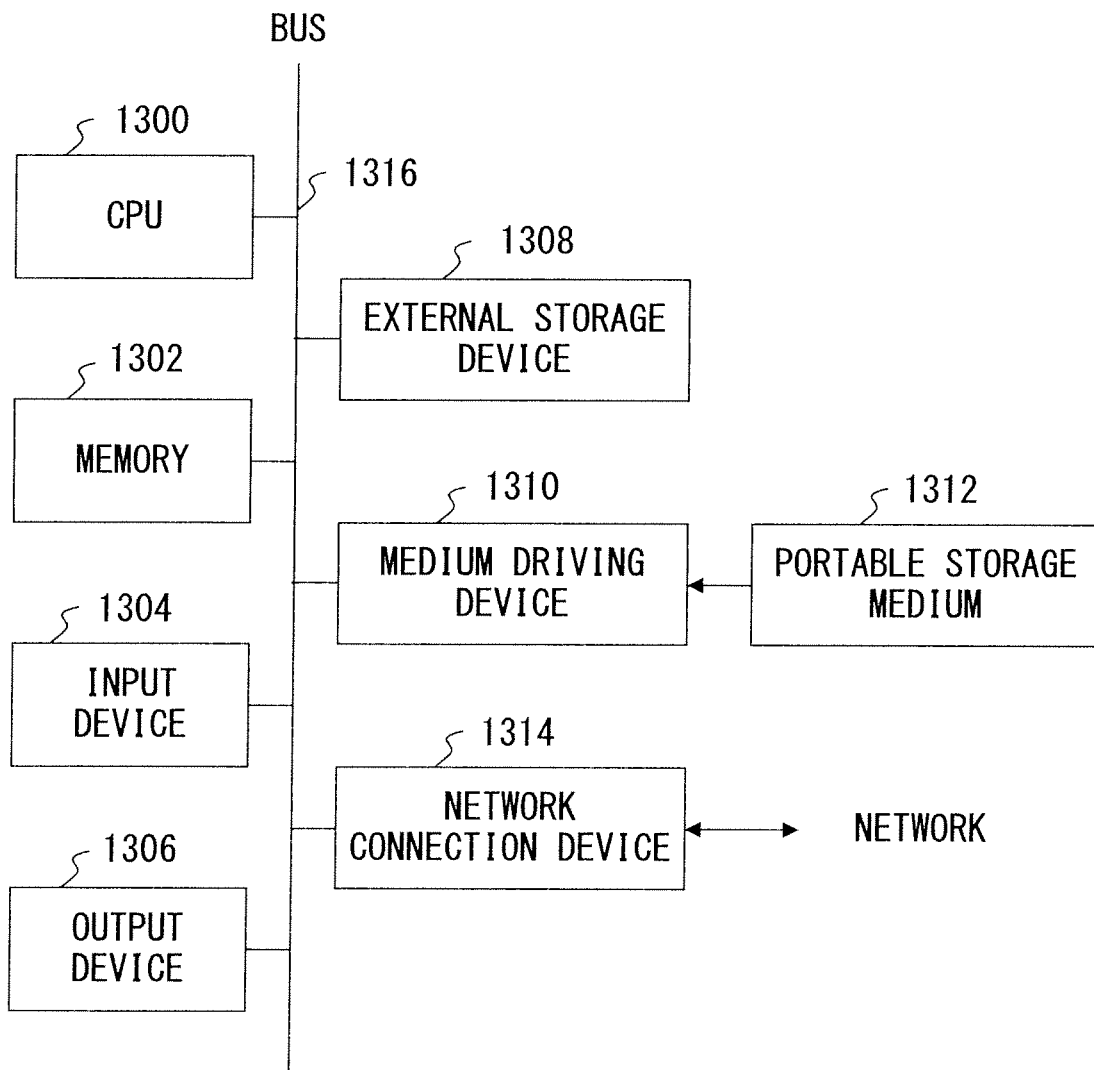 BUS
1300
CPU
1316
1308
EXTERNAL STORAGE
DEVICE
1302
MEMORY
1310
MEDIUM DRIVING
DEVICE
1312
PORTABLE STORAGE
MEDIUM
1304
INPUT
DEVICE
1314
NETWORK
CONNECTION DEVICE
NETWORK
1306
OUTPUT
DEVICE